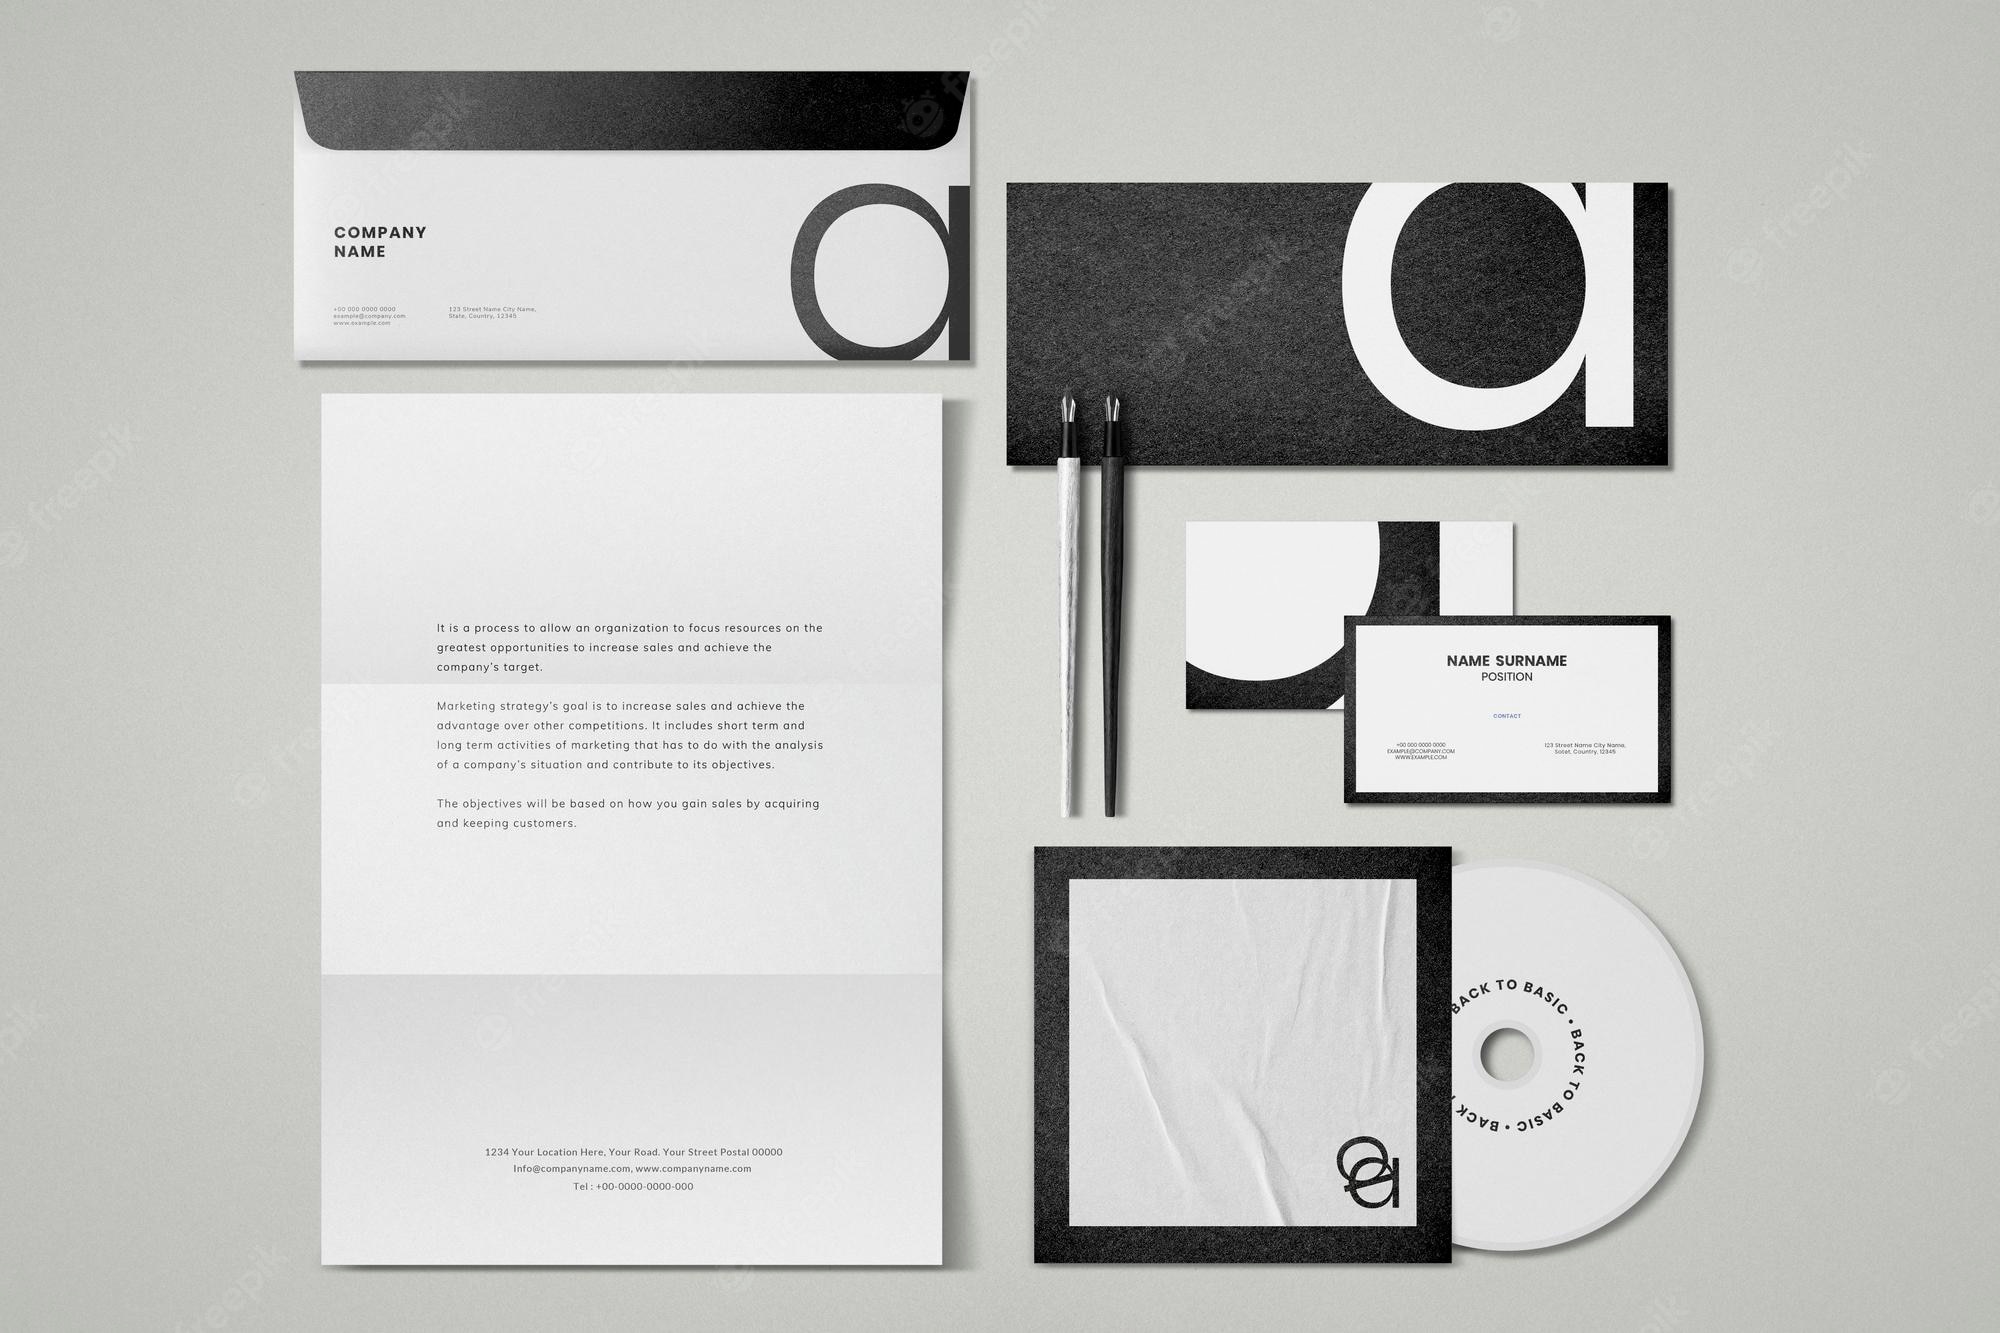 COMPANY
NAME
+00 000 0000 0000
example@company.com
www.example.com
123 Street Name City Name,
State, Country, 12345
a
a
It is a process to allow an organization to focus resources on the
greatest opportunities to increase sales and achieve the
company's target.
Marketing strategy's goal is to increase sales and achieve the
advantage over other competitions. It includes short term and
long term activities of marketing that has to do with the analysis
of a company's situation and contribute to its objectives.
The objectives will be based on how you gain sales by acquiring
and keeping customers.
1234 Your Location Here, Your Road. Your Street Postal 00000
Info@companyname.com, www.companyname.com
Tel : +00-0000-0000-000
NAME SURNAME
POSITION
CONTACT
+00 000 0000 0000
EXAMPLE@COMPANY.COM
WWW.EXAMPLE.COM
123 Street Name City Name,
Sotet, Country, 12345
ea
BACK TO BASIC • BACK TO BASIC • BACK
freepik